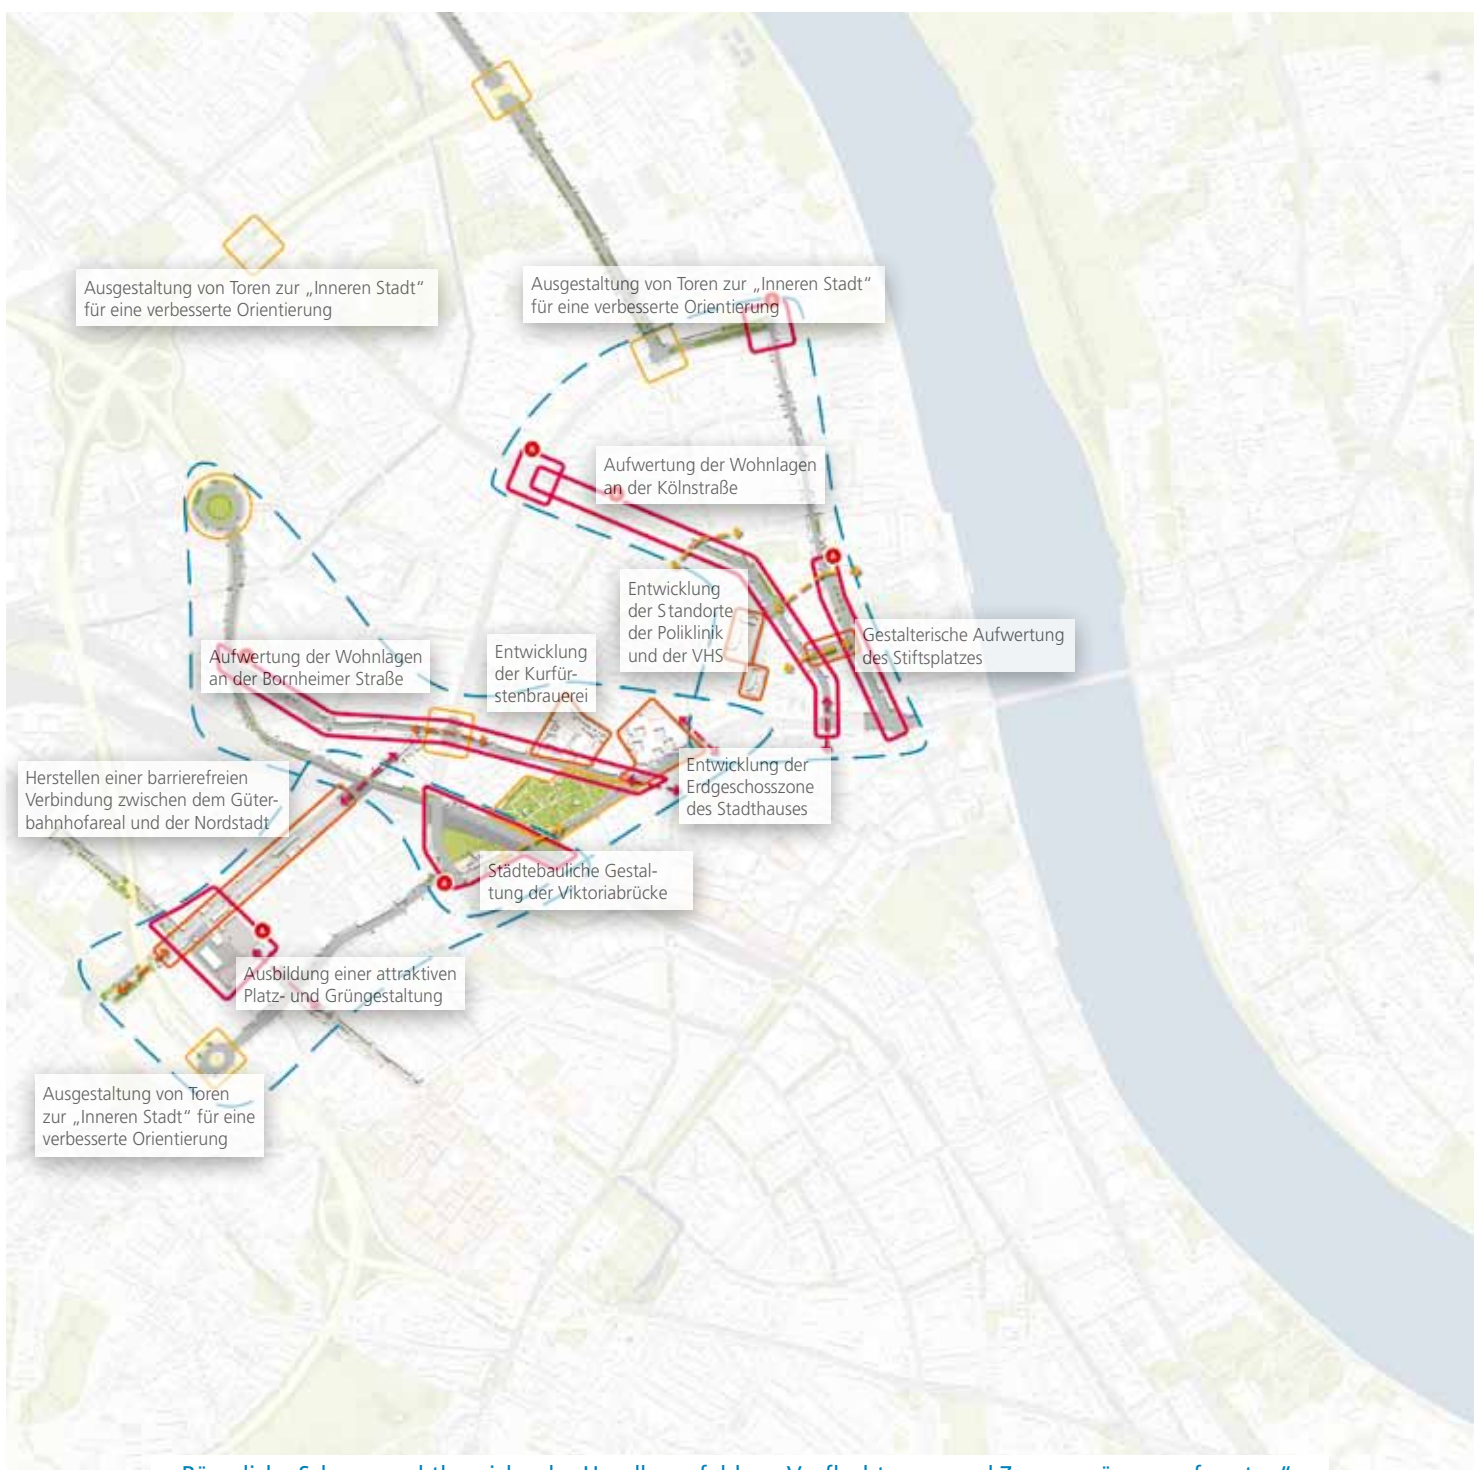 Ausgestaltung von Toren zur „Inneren Stadt“
für eine verbesserte Orientierung
Ausgestaltung von Toren zur „Inneren Stadt“
für eine verbesserte Orientierung
Aufwertung der Wohnlagen
an der Kölnstraße
Entwicklung
der Standorte
der Poliklinik
und der VHS
Gestalterische Aufwertung
des Stiftsplatzes
Aufwertung der Wohnlagen
an der Bornheimer Straße
Entwicklung
der Kurfür-
stenbrauerei
Entwicklung der
Erdgeschosszone
des Stadthauses
Herstellen einer barrierefreien
Verbindung zwischen dem Güter-
bahnhofareal und der Nordstadt
Städtebauliche Gestal-
tung der Viktoriabrücke
Ausbildung einer attraktiven
Platz- und Grüngestaltung
Ausgestaltung von Toren
zur „Inneren Stadt“ für eine
verbesserte Orientierung